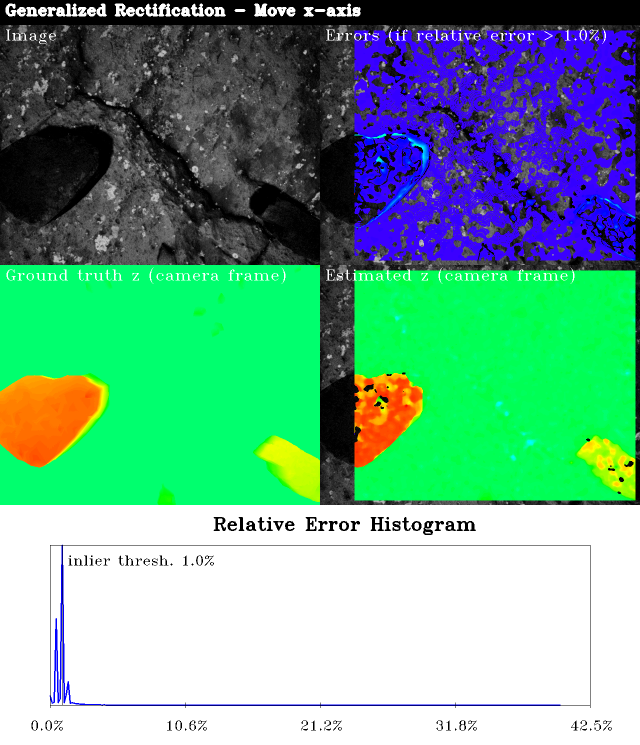 Generalized Rectification - Move x-axis
Image
Errors (if relative error > 1.0%)
Ground truth z (camera frame)
Estimated z (camera frame)
Relative Error Histogram
inlier thresh. 1.0%
0.0% 10.6% 21.2% 31.8% 42.5%